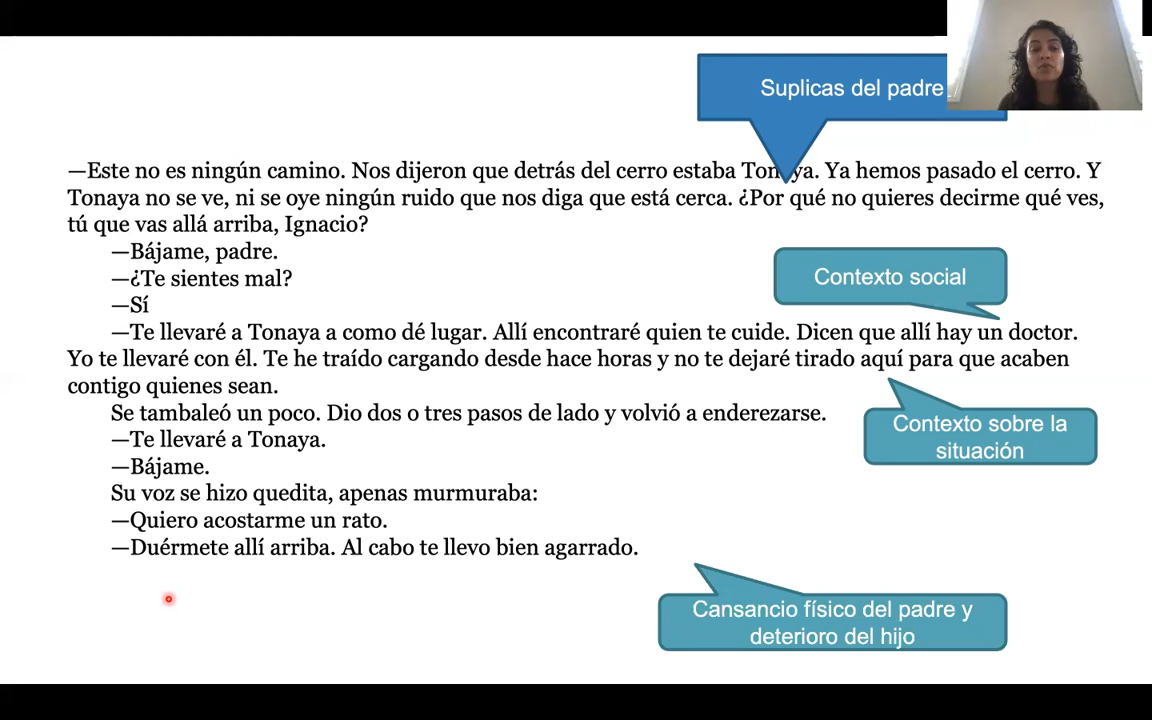 Suplicas del padre
—Este no es ningún camino. Nos dijeron que detrás del cerro estaba Tonaya. Ya hemos pasado el cerro. Y
Tonaya no se ve, ni se oye ningún ruido que nos diga que está cerca. ¿Por qué no quieres decirme qué ves,
tú que vas allá arriba, Ignacio?
—Bájame, padre.
—¿Te sientes mal?
—Sí
Contexto social
—Te llevaré a Tonaya a como dé lugar. Allí encontraré quien te cuide. Dicen que allí hay un doctor.
Yo te llevaré con él. Te he traído cargando desde hace horas y no te dejaré tirado aquí para que acaben
contigo quienes sean.
Se tambaleó un poco. Dio dos o tres pasos de lado y volvió a enderezarse.
—Te llevaré a Tonaya.
—Bájame.
Contexto sobre la
situación
Su voz se hizo quedita, apenas murmuraba:
—Quiero acostarme un rato.
—Duérmete allí arriba. Al cabo te llevo bien agarrado.
Cansancio físico del padre y
deterioro del hijo